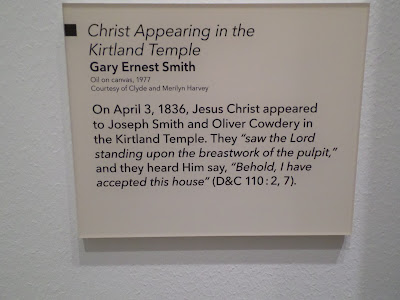 Christ Appearing in the
Kirtland Temple
Gary Ernest Smith
Oil on canvas, 1977
Courtesy of Clyde and Merilyn Harvey
On April 3, 1836, Jesus Christ appeared
to Joseph Smith and Oliver Cowdery in
the Kirtland Temple. They “saw the Lord
standing upon the breastwork of the pulpit,”
and they heard Him say, “Behold, I have
accepted this house” (D&C 110:2, 7).